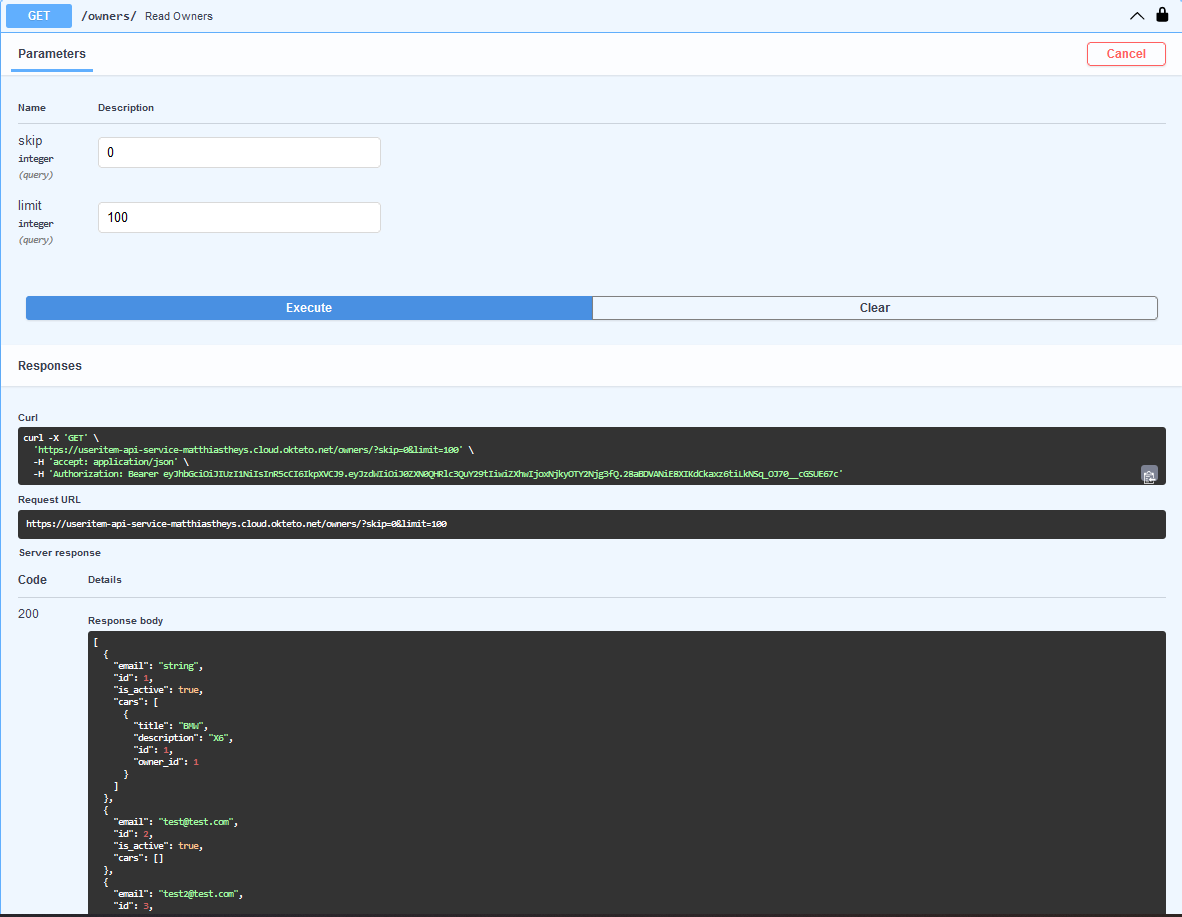 GET /owners/ Read Owners
Parameters
Cancel
Name Description
skip
integer
(query)
0
limit
integer
(query)
100
Execute Clear
Responses
Curl
curl -X 'GET' \
'https://useritem-api-service-matthiastheys.cloud.okteto.net/owners/?skip=0&limit=100' \
-H 'accept: application/json' \
-H 'Authorization: Bearer
Request URL
https://useritem-api-service-matthiastheys.cloud.okteto.net/owners/?skip=0&limit=100
Server response
Code Details
200
Response body
[
{
"email": "string",
"id": 1,
"is_active": true,
"cars": [
{
"title": "BMW",
"description": "X6",
"id": 1,
"owner_id": 1
}
]
},
{
"email": "test@test.com",
"id": 2,
"is_active": true,
"cars": []
},
{
"email": "test2@test.com",
"id": 3,